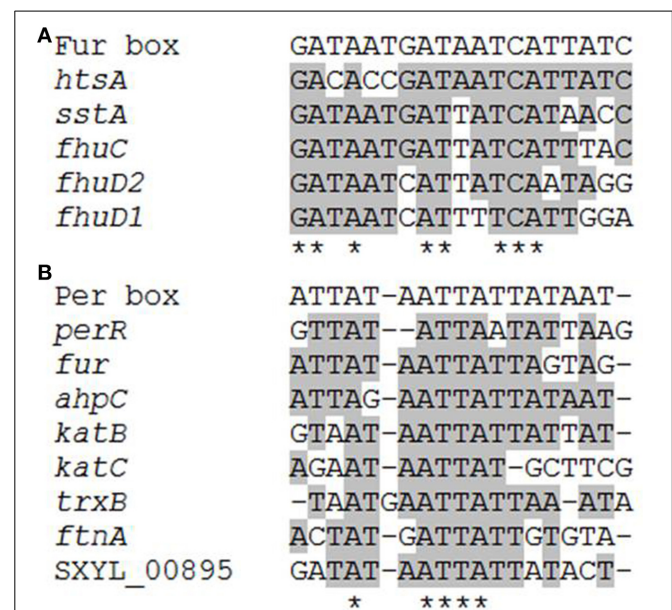 A Fur box GATAATGATAATCATTATC
htsA GACACCGATAATCATTATC
sstA GATAATGATTATCATAACC
fhuC GATAATGATTATCATTTAC
fhuD2 GATAATCATTATCAATAGG
fhuD1 GATAATCATTTTCATTGGA
** * ** ***
B Per box ATTAT-AATTATTATAAT-
perR GTTAT--ATTAATATTAAG
fur ATTAT-AATTATTAGTAG-
ahpC ATTAG-AATTATTATAAT-
katB GTAAT-AATTATTATTAT-
katC AGAAT-AATTAT-GCTTCG
trxB -TAATGAATTATTAA-ATA
ftnA ACTAT-GATTATTGTGTA-
SXYL_00895 GATAT-AATTATTATACT-
* ****